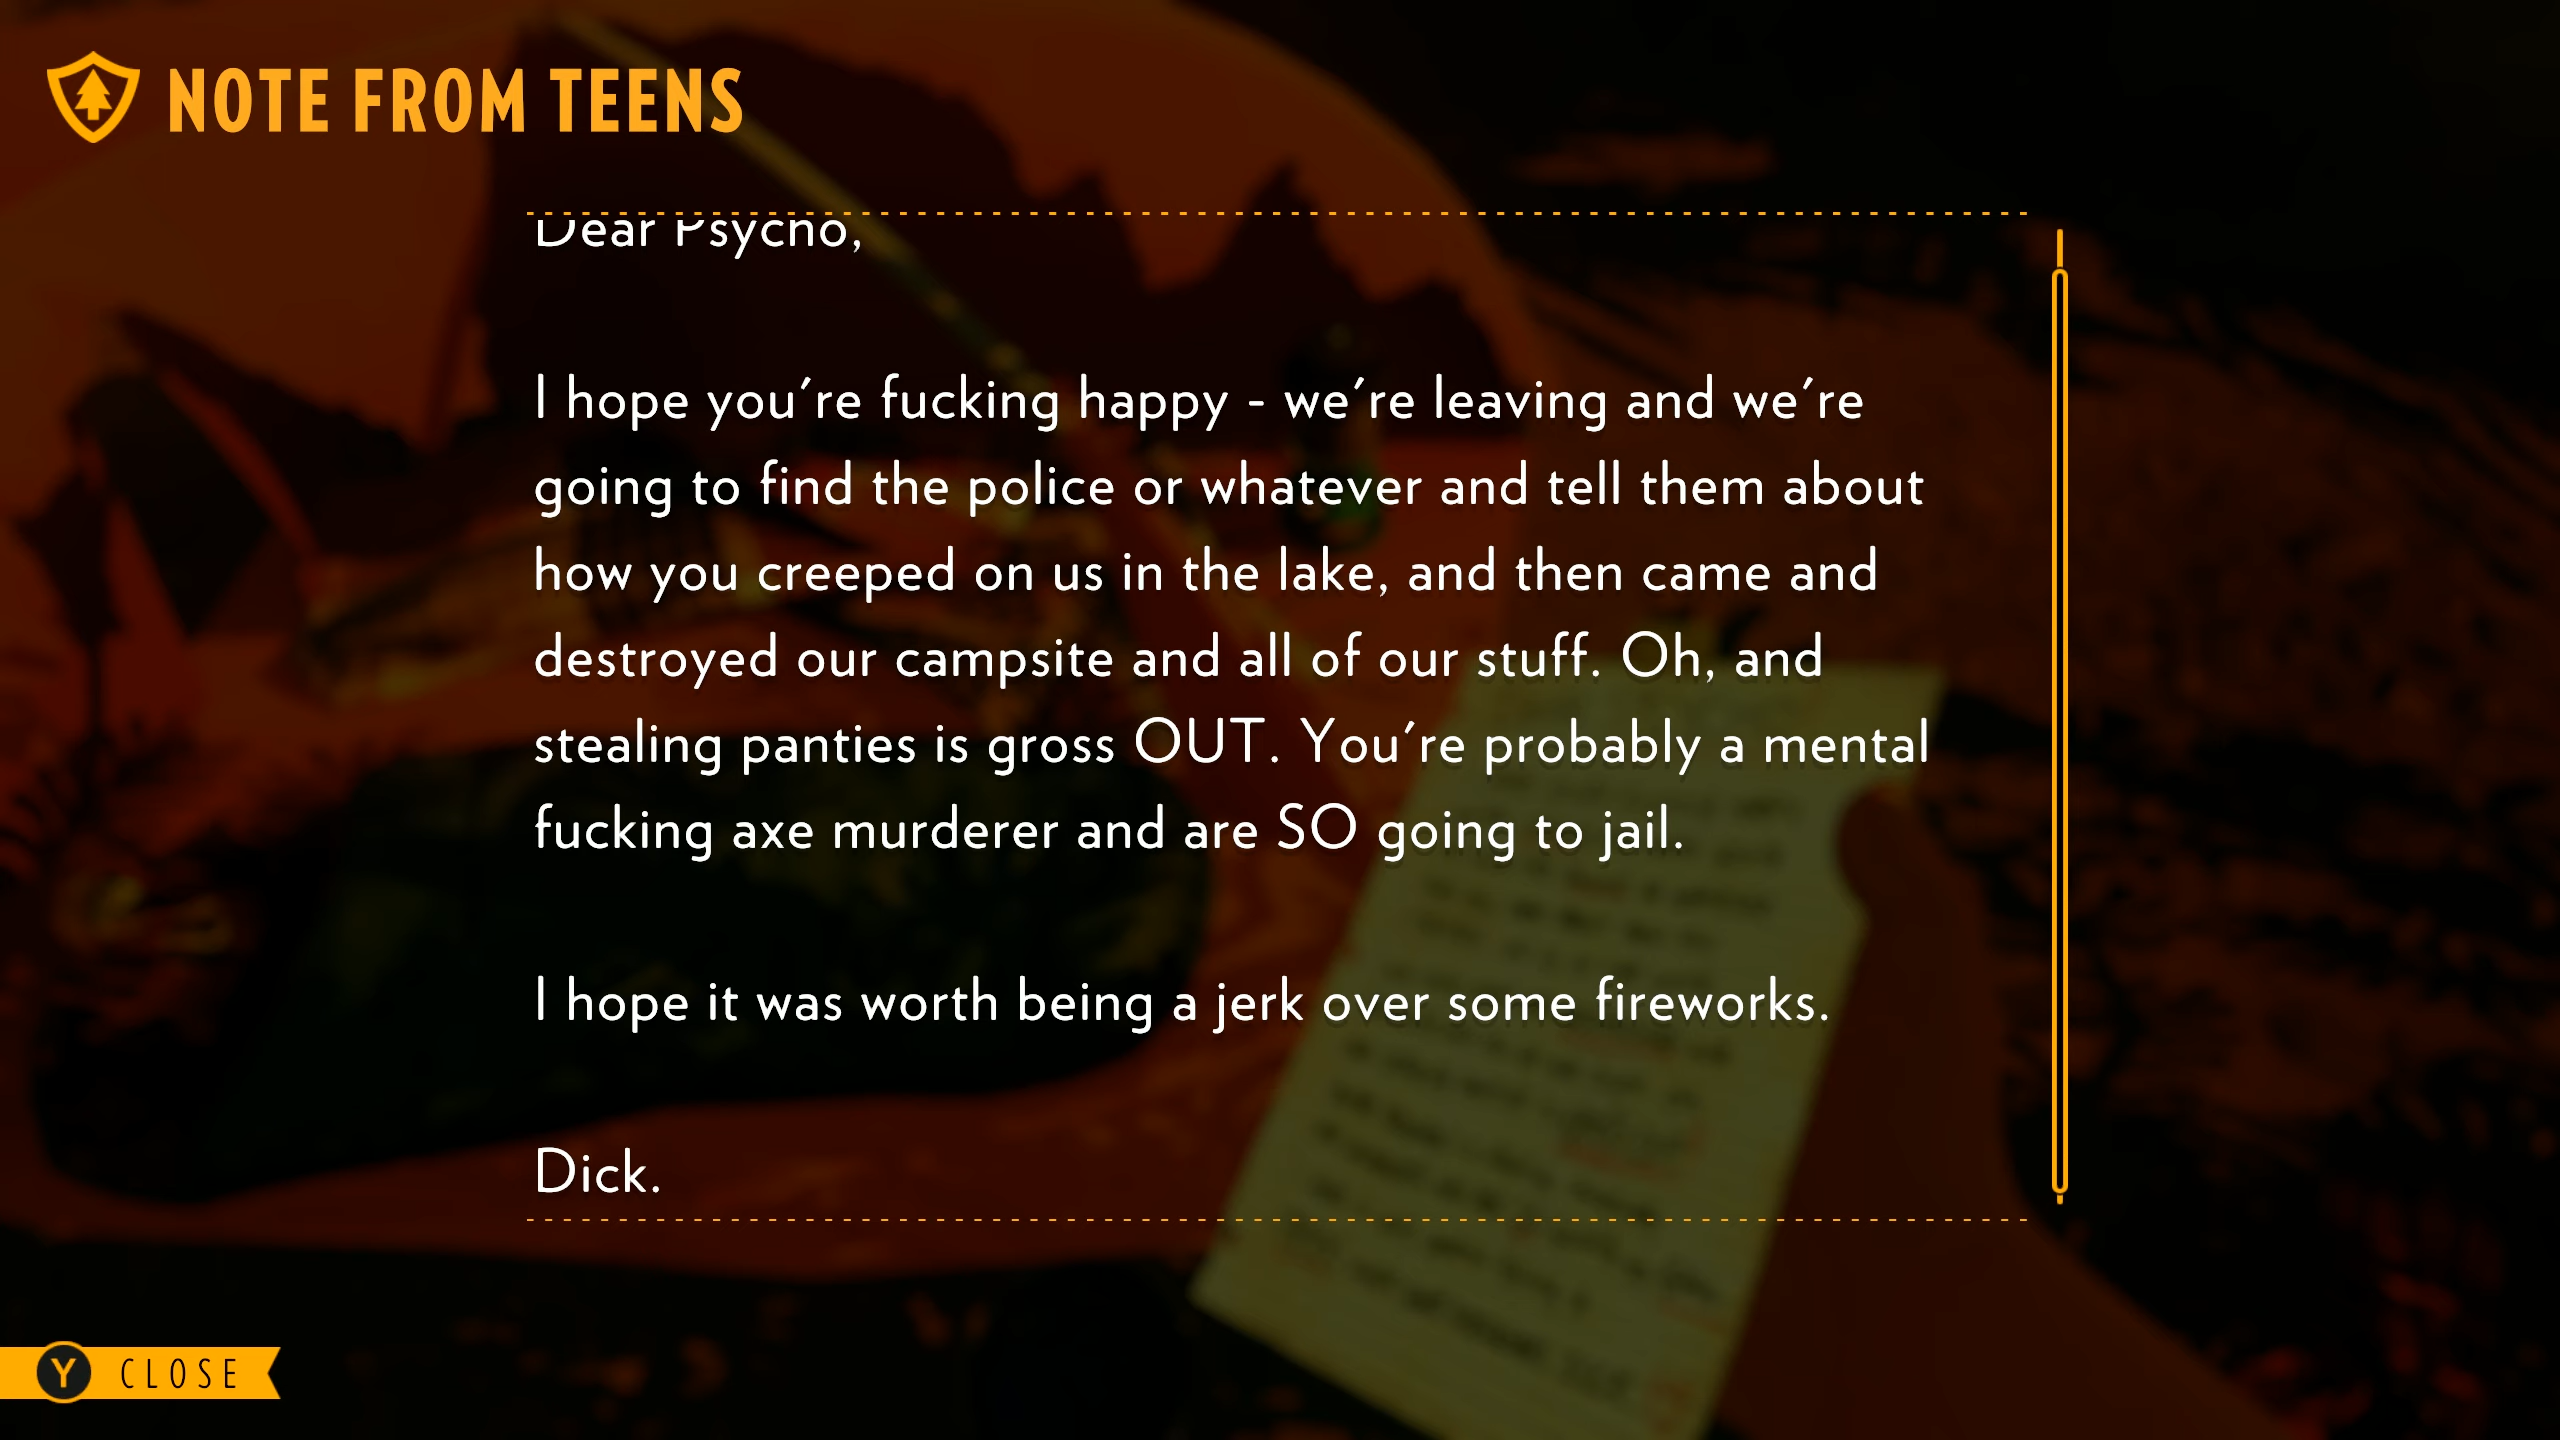 NOTE FROM TEENS
Dear Psycho,
I hope you're fucking happy - we're leaving and we're
going to find the police or whatever and tell them about
how you creeped on us in the lake, and then came and
destroyed our campsite and all of our stuff. Oh, and
stealing panties is gross OUT. You're probably a mental
fucking axe murderer and are SO going to jail.
I hope it was worth being a jerk over some fireworks.
Dick.
Y CLOSE